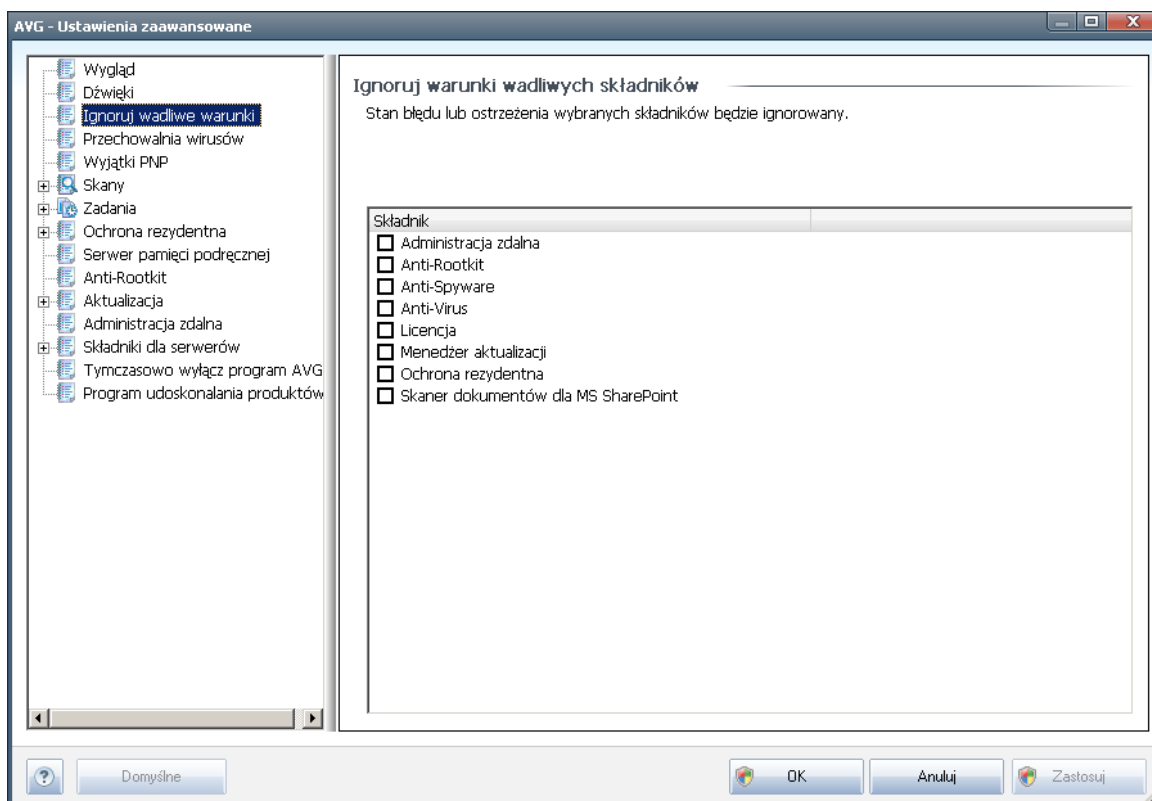 AVG - Ustawienia zaawansowane
Wygląd
Dźwięki
Ignoruj wadliwe warunki
Przechowalnia wirusów
Wyjątki PNP
Skany
Zadania
Ochrona rezydentna
Serwer pamięci podręcznej
Anti-Rootkit
Aktualizacja
Administracja zdalna
Składniki dla serwerów
Tymczasowo wyłącz program AVG
Program udoskonalania produktów
Ignoruj warunki wadliwych składników
Stan błędu lub ostrzeżenia wybranych składników będzie ignorowany.
Składnik
Administracja zdalna
Anti-Rootkit
Anti-Spyware
Anti-Virus
Licencja
Menedżer aktualizacji
Ochrona rezydentna
Skaner dokumentów dla MS SharePoint
? Domyślne OK Anuluj Zastosuj